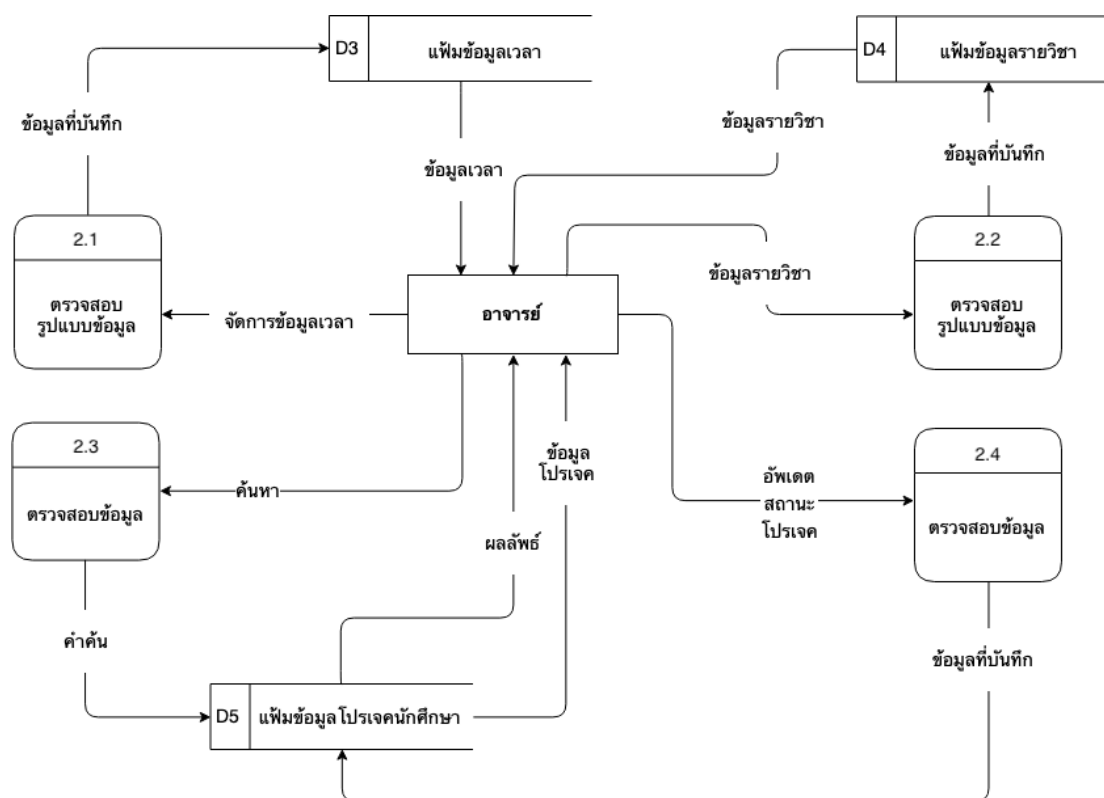 D3
แฟ้มข้อมูลเวลา
D4
แฟ้มข้อมูลรายวิชา
ข้อมูลที่บันทึก
ข้อมูลรายวิชา
ข้อมูลเวลา
ข้อมูลที่บันทึก
2.1
ตรวจสอบ
รูปแบบข้อมูล
2.2
ตรวจสอบ
รูปแบบข้อมูล
ข้อมูลรายวิชา
จัดการข้อมูลเวลา
อาจารย์
2.3
ตรวจสอบข้อมูล
2.4
ตรวจสอบข้อมูล
ข้อมูล
โปรเจค
ค้นหา
อัพเดต
สถานะ
โปรเจค
ผลลัพธ์
คำค้น
ข้อมูลที่บันทึก
D5
แฟ้มข้อมูลโปรเจคนักศึกษา